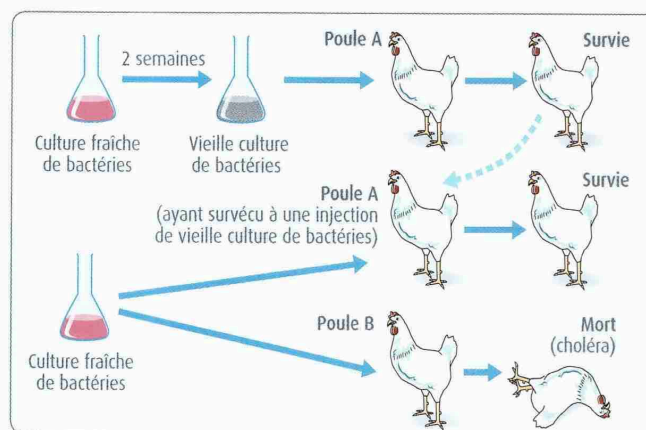 2 semaines
Poule A
Survie
Culture fraîche
de bactéries
Vieille culture
de bactéries
Poule A
(ayant survécu à une injection
de vieille culture de bactéries)
Survie
Culture fraîche
de bactéries
Poule B
Mort
(choléra)